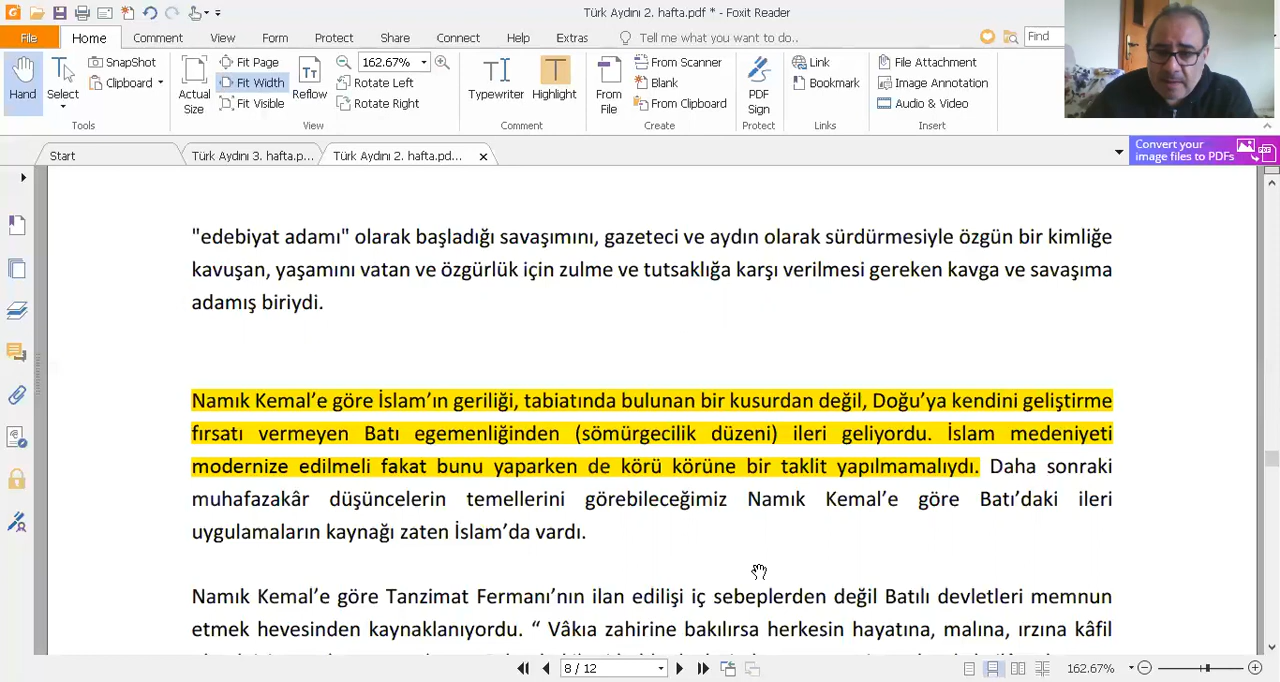 Türk Aydını 2. hafta.pdf * - Foxit Reader
File Home Comment View Form Protect Share Connect Help Extras Tell me what you want to do.. Find
Hand
Select
SnapShot
Clipboard
Tools
Actual Size
Fit Page
Fit Width
Fit Visible
Reflow
162.67%
Rotate Left
Rotate Right
View
Typewriter
Highlight
Comment
From File
From Scanner
Blank
From Clipboard
Create
PDF Sign
Protect
Link
Bookmark
Links
File Attachment
Image Annotation
Audio & Video
Insert
Start
Türk Aydını 3. hafta.p...
Türk Aydını 2. hafta.pd...
Convert your
image files to PDFs
"edebiyat adamı" olarak başladığı savaşımını, gazeteci ve aydın olarak sürdürmesiyle özgün bir kimliğe
kavuşan, yaşamını vatan ve özgürlük için zulme ve tutsaklığa karşı verilmesi gereken kavga ve savaşıma
adamış biriydi.
Namık Kemal’e göre İslam’ın geriliği, tabiatında bulunan bir kusurdan değil, Doğu’ya kendini geliştirme
fırsatı vermeyen Batı egemenliğinden (sömürgecilik düzeni) ileri geliyordu. İslam medeniyeti
modernize edilmeli fakat bunu yaparken de körü körüne bir taklit yapılmamalıydı. Daha sonraki
muhafazakâr düşüncelerin temellerini görebileceğimiz Namık Kemal’e göre Batı’daki ileri
uygulamaların kaynağı zaten İslam’da vardı.
Namık Kemal’e göre Tanzimat Fermanı’nın ilan edilişi iç sebeplerden değil Batılı devletleri memnun
etmek hevesinden kaynaklanıyordu. “ Vâkıa zahirine bakılırsa herkesin hayatına, malına, ırzına kâfil
8 / 12
162.67%